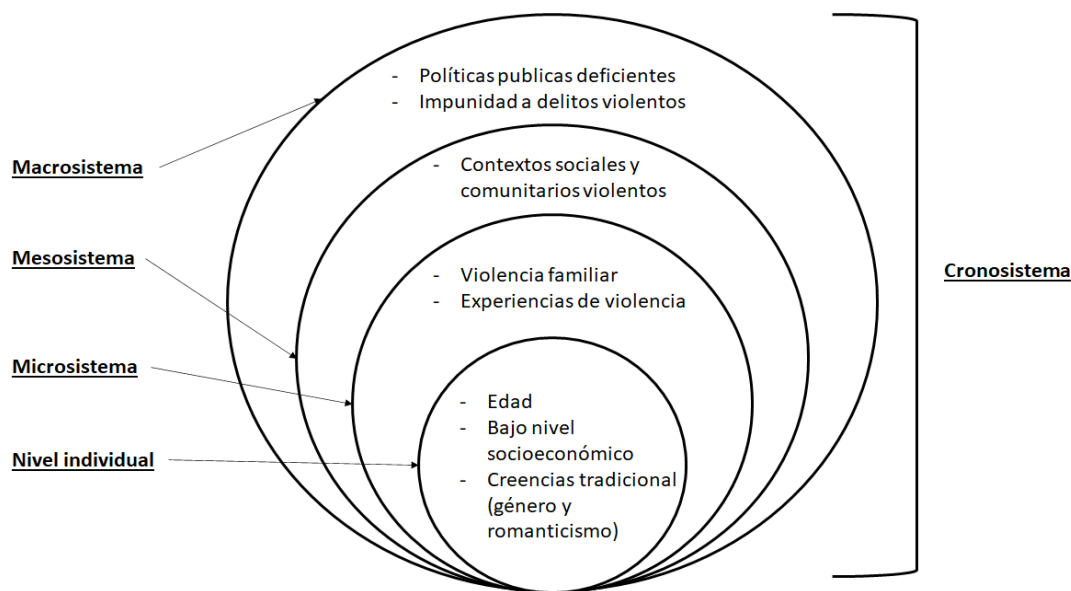 - Políticas publicas deficientes
- Impunidad a delitos violentos
Macrosistema
- Contextos sociales y
comunitarios violentos
Mesosistema
- Violencia familiar
- Experiencias de violencia
Cronosistema
Microsistema
- Edad
- Bajo nivel
socioeconómico
- Creencias tradicional
(género y
romanticismo)
Nivel individual